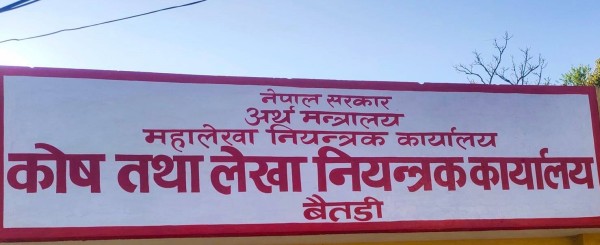 नेपाल सरकार
अर्थ मन्त्रालय
महालेखा नियन्त्रक कार्यालय
कोष तथा लेखा नियन्त्रक कार्यालय
बैतडी